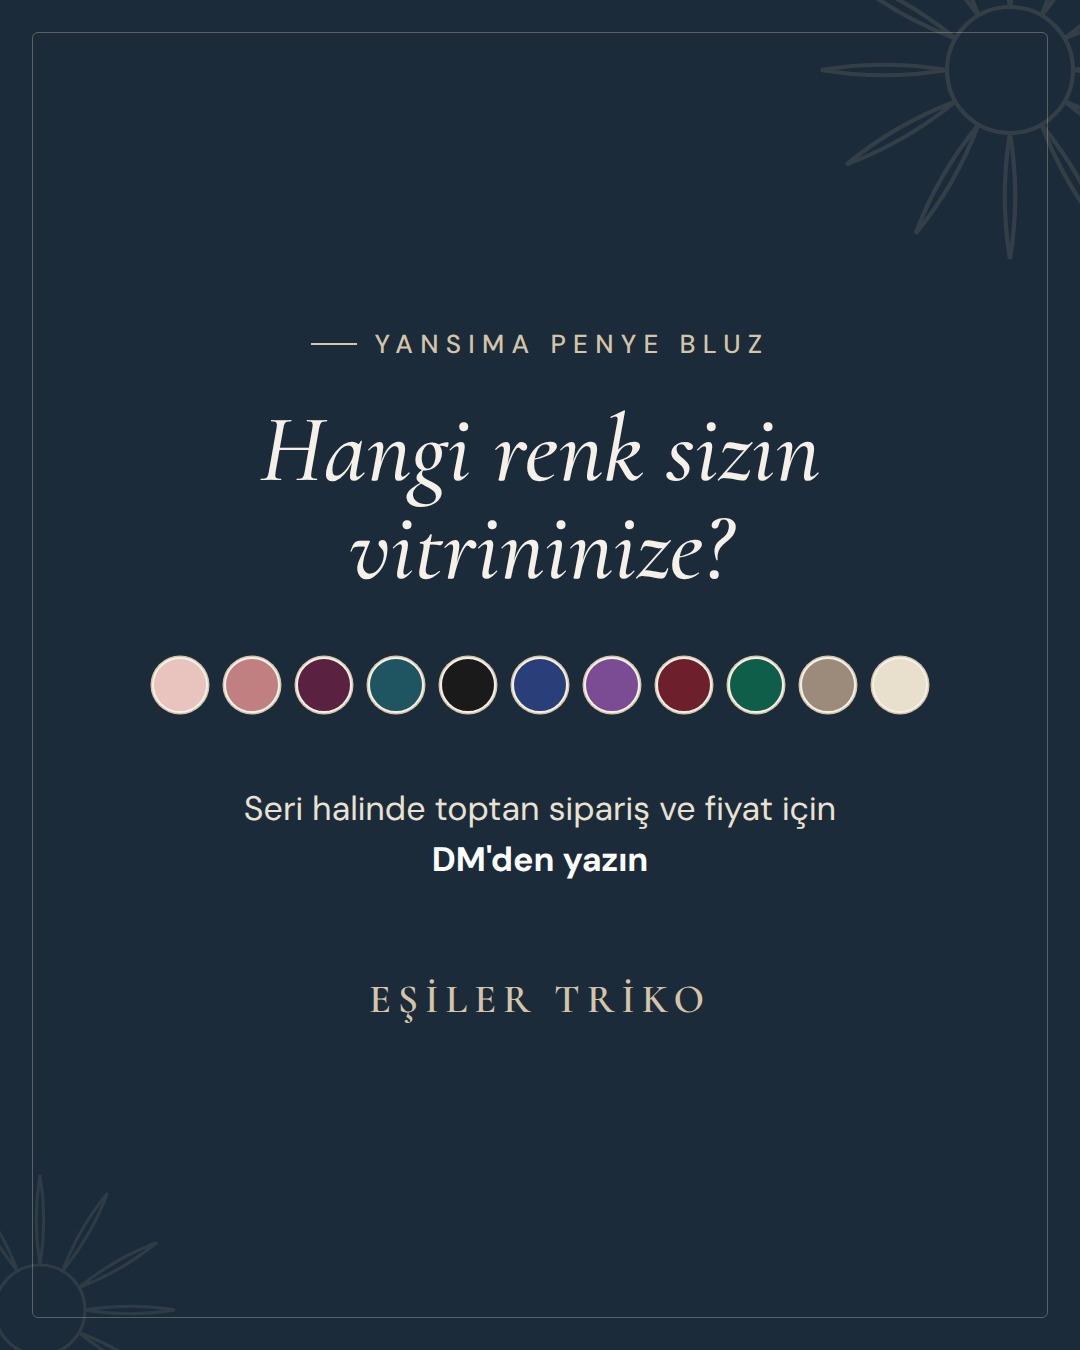 YANSIMA PENYE BLUZ
Hangi renk sizin
vitrininize?
Seri halinde toptan sipariş ve fiyat için
DM'den yazın
EŞİLER TRİKO